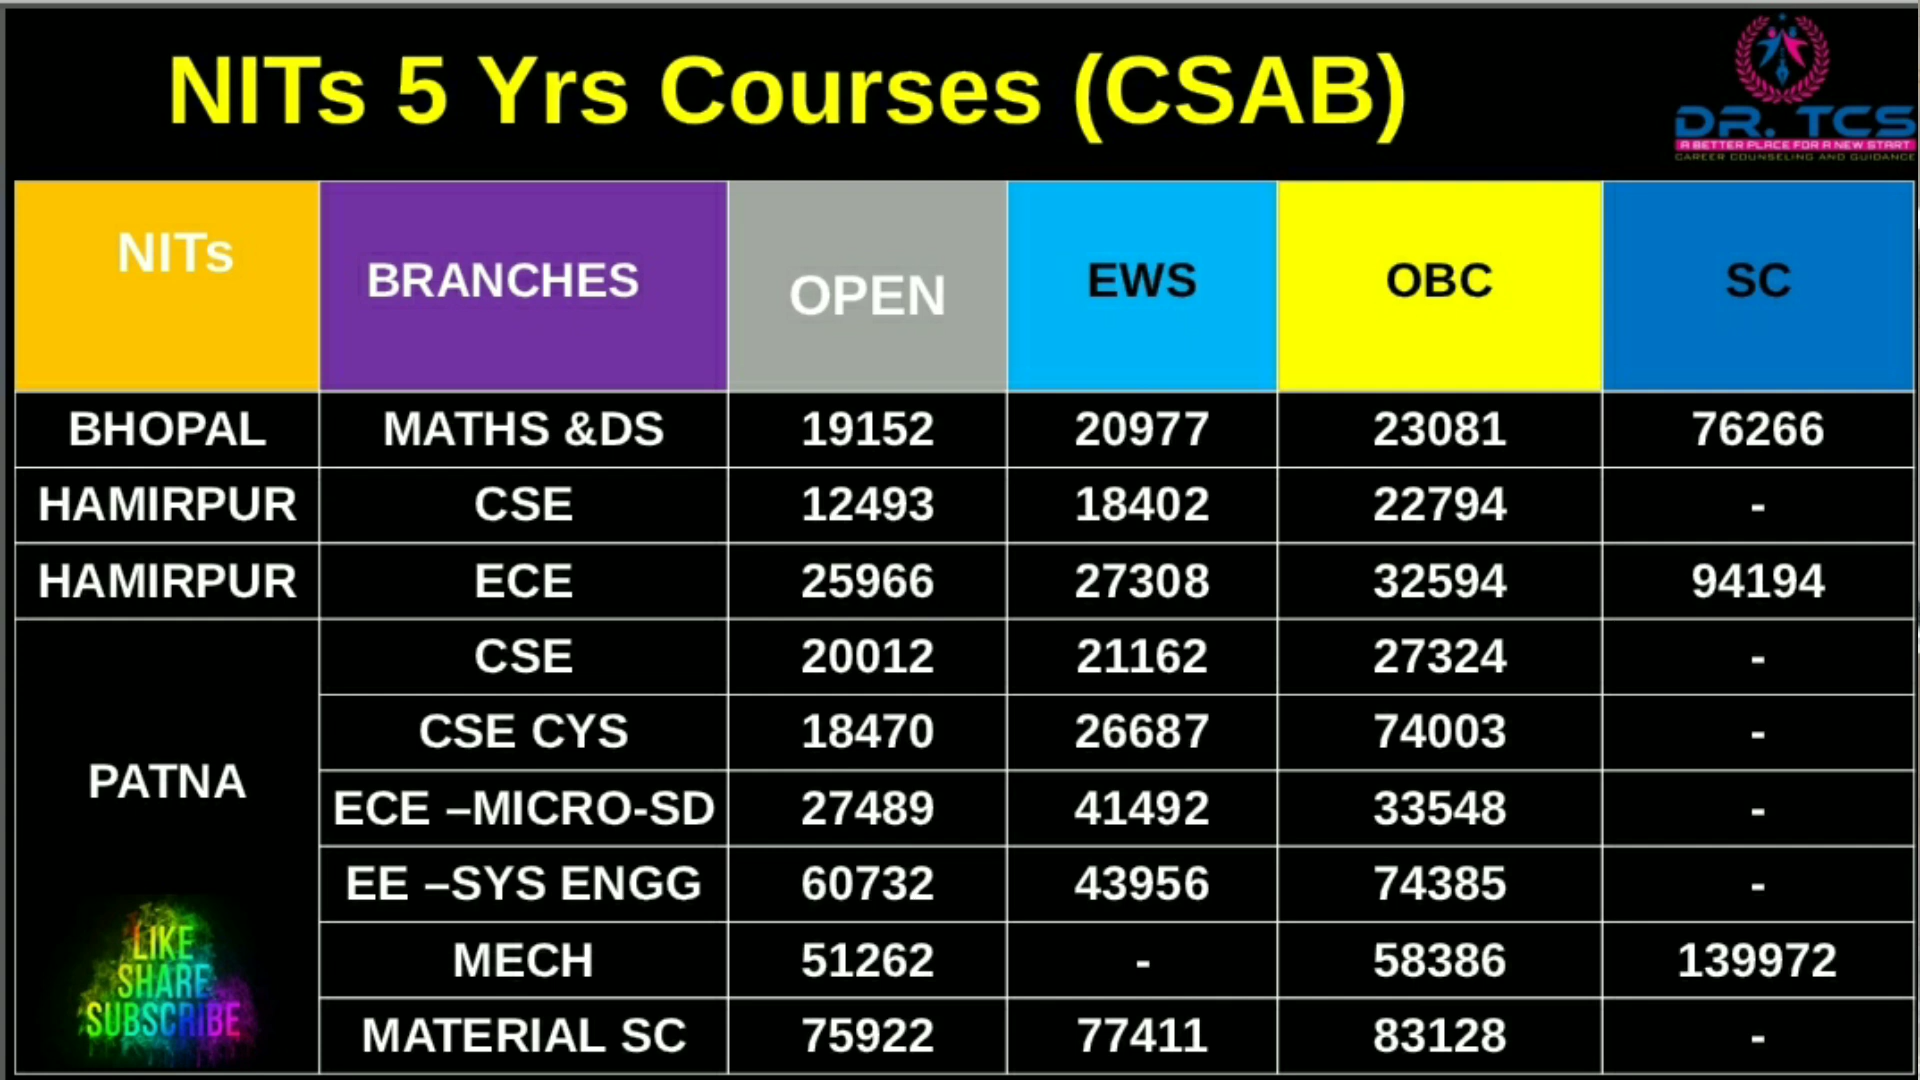 NITs 5 Yrs Courses (CSAB)
DR. TCS
A BETTER PLACE FOR A NEW START
CAREER COUNSELING AND GUIDANCE
NITs BRANCHES OPEN EWS OBC SC
BHOPAL MATHS &DS 19152 20977 23081 76266
HAMIRPUR CSE 12493 18402 22794 -
HAMIRPUR ECE 25966 27308 32594 94194
CSE 20012 21162 27324 -
CSE CYS 18470 26687 74003 -
PATNA
ECE –MICRO-SD 27489 41492 33548 -
EE –SYS ENGG 60732 43956 74385 -
MECH 51262 - 58386 139972
MATERIAL SC 75922 77411 83128 -
LIKE
SHARE
SUBSCRIBE